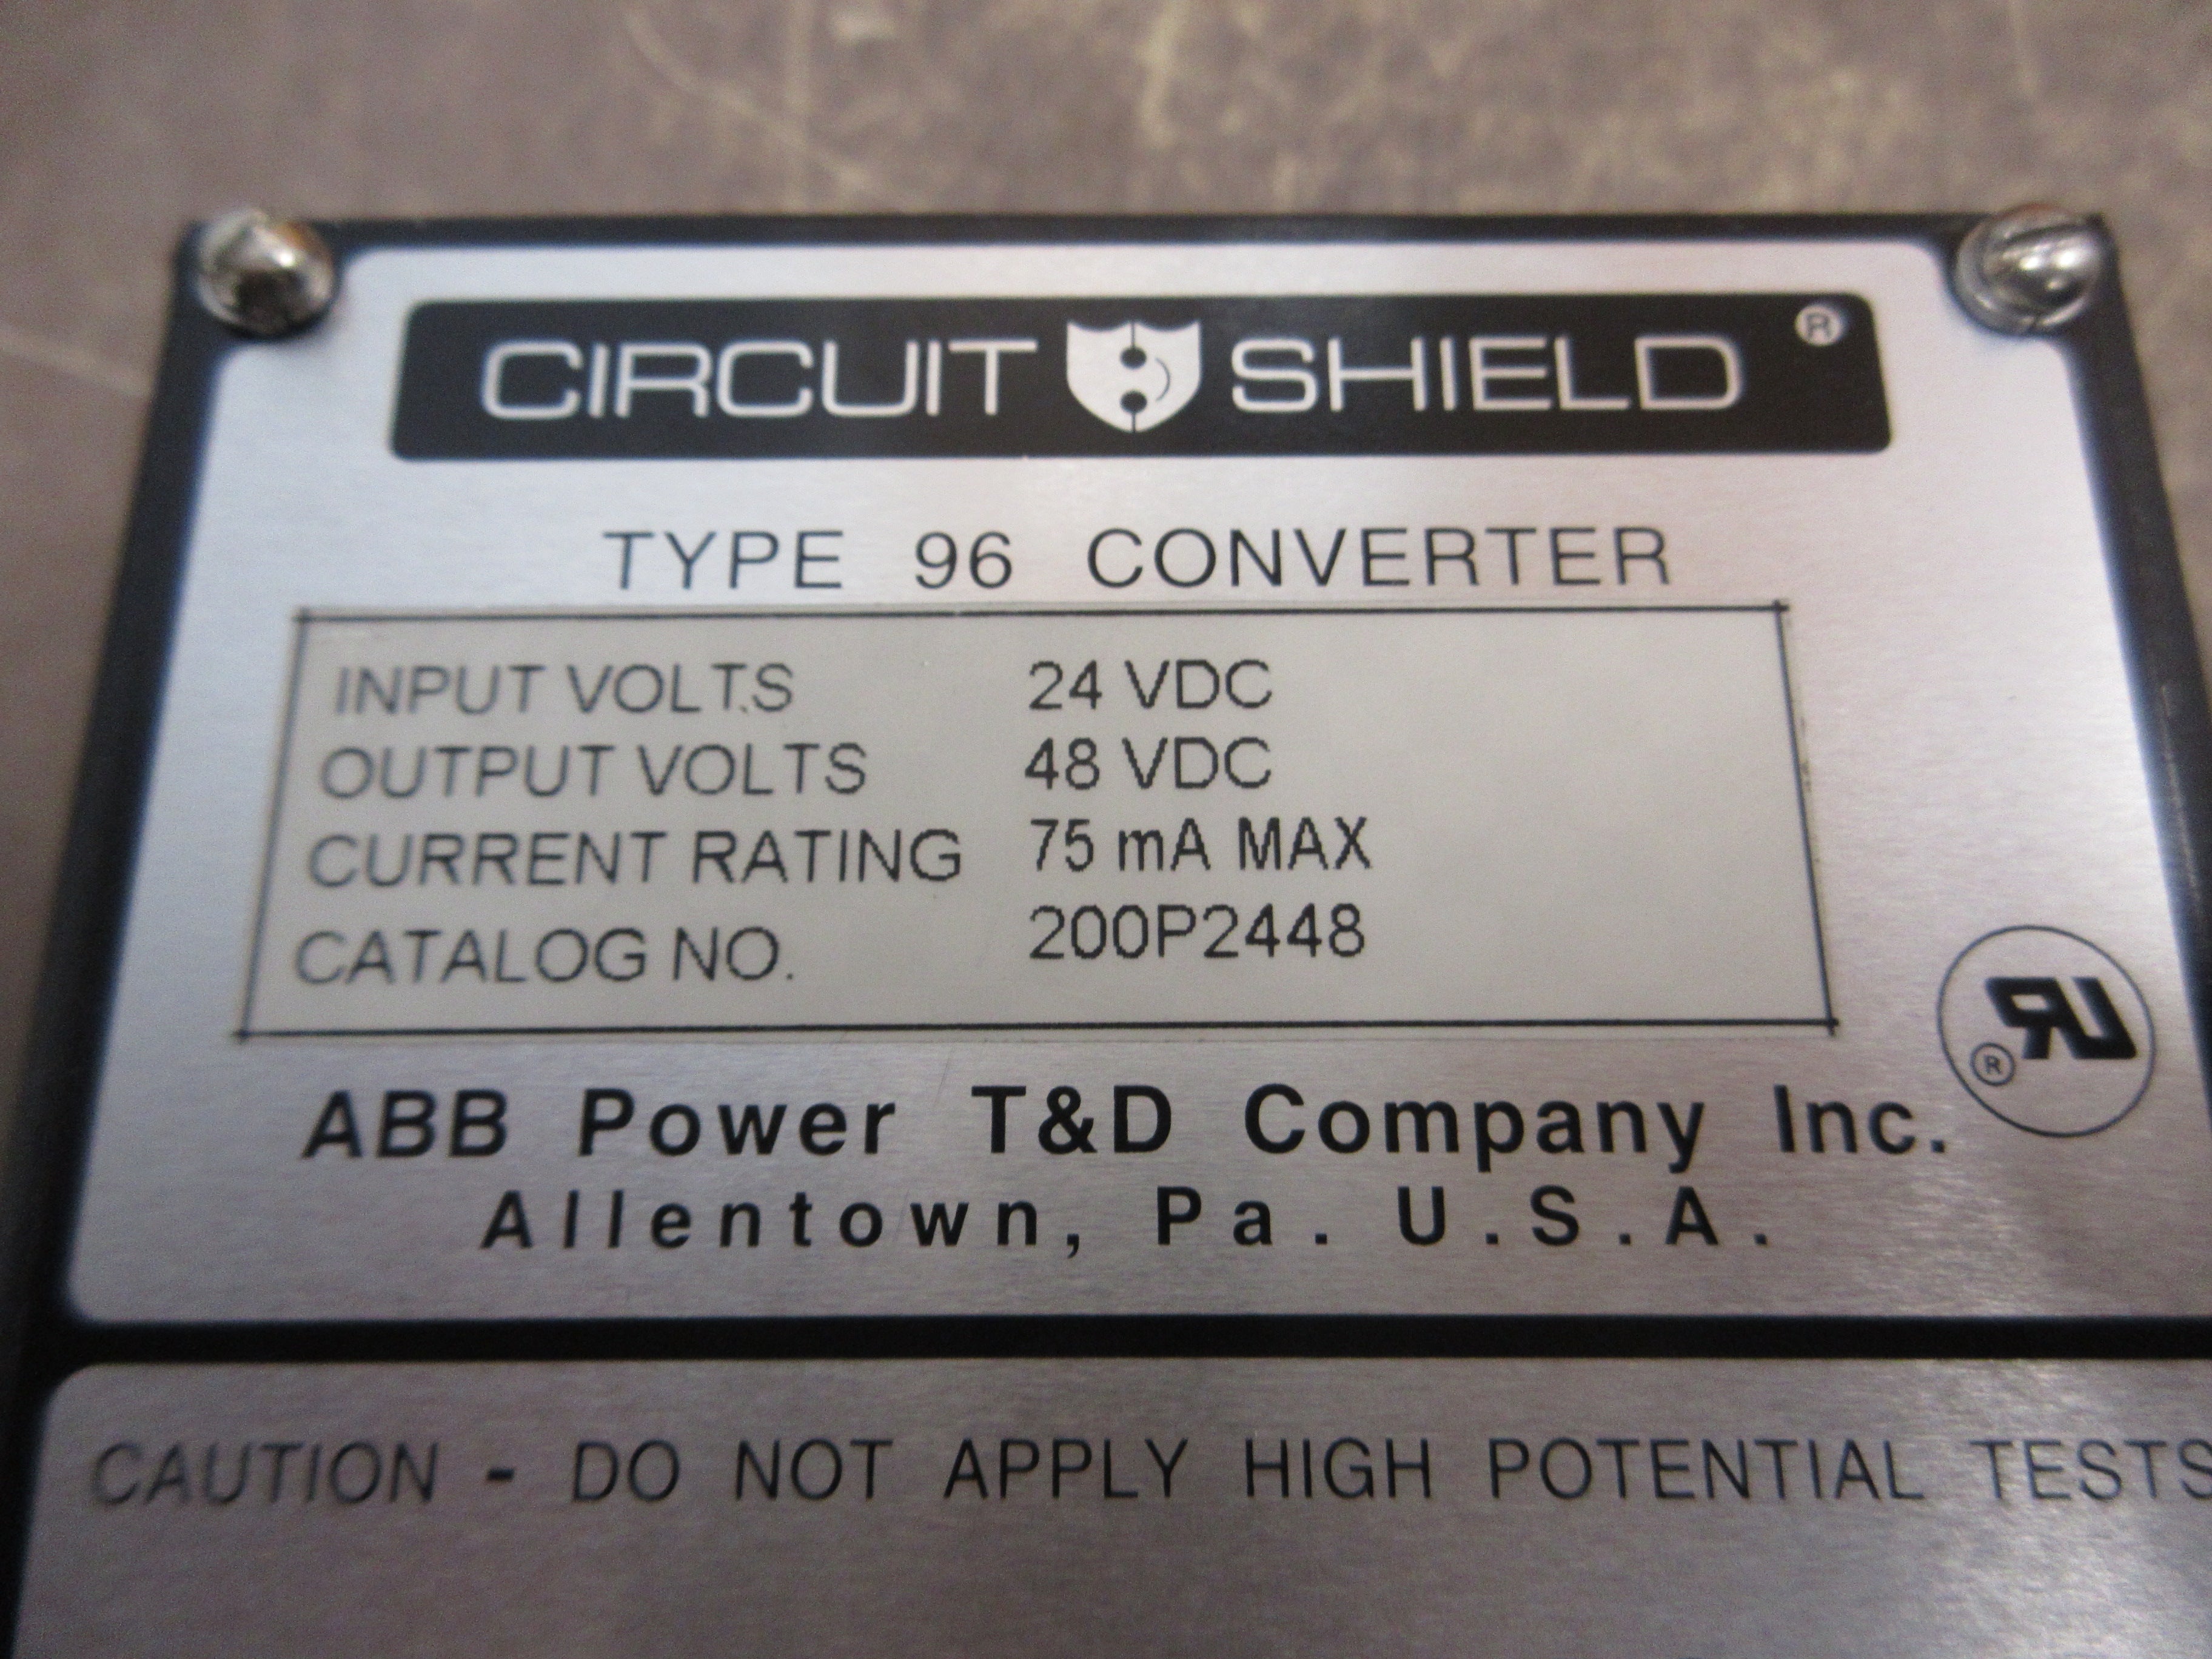 CIRCUIT SHIELD ®
TYPE 96 CONVERTER
INPUT VOLTS 24 VDC
OUTPUT VOLTS 48 VDC
CURRENT RATING 75 mA MAX
CATALOG NO. 200P2448
RU ®
ABB Power T&D Company Inc.
Allentown, Pa. U.S.A.
CAUTION - DO NOT APPLY HIGH POTENTIAL TESTS